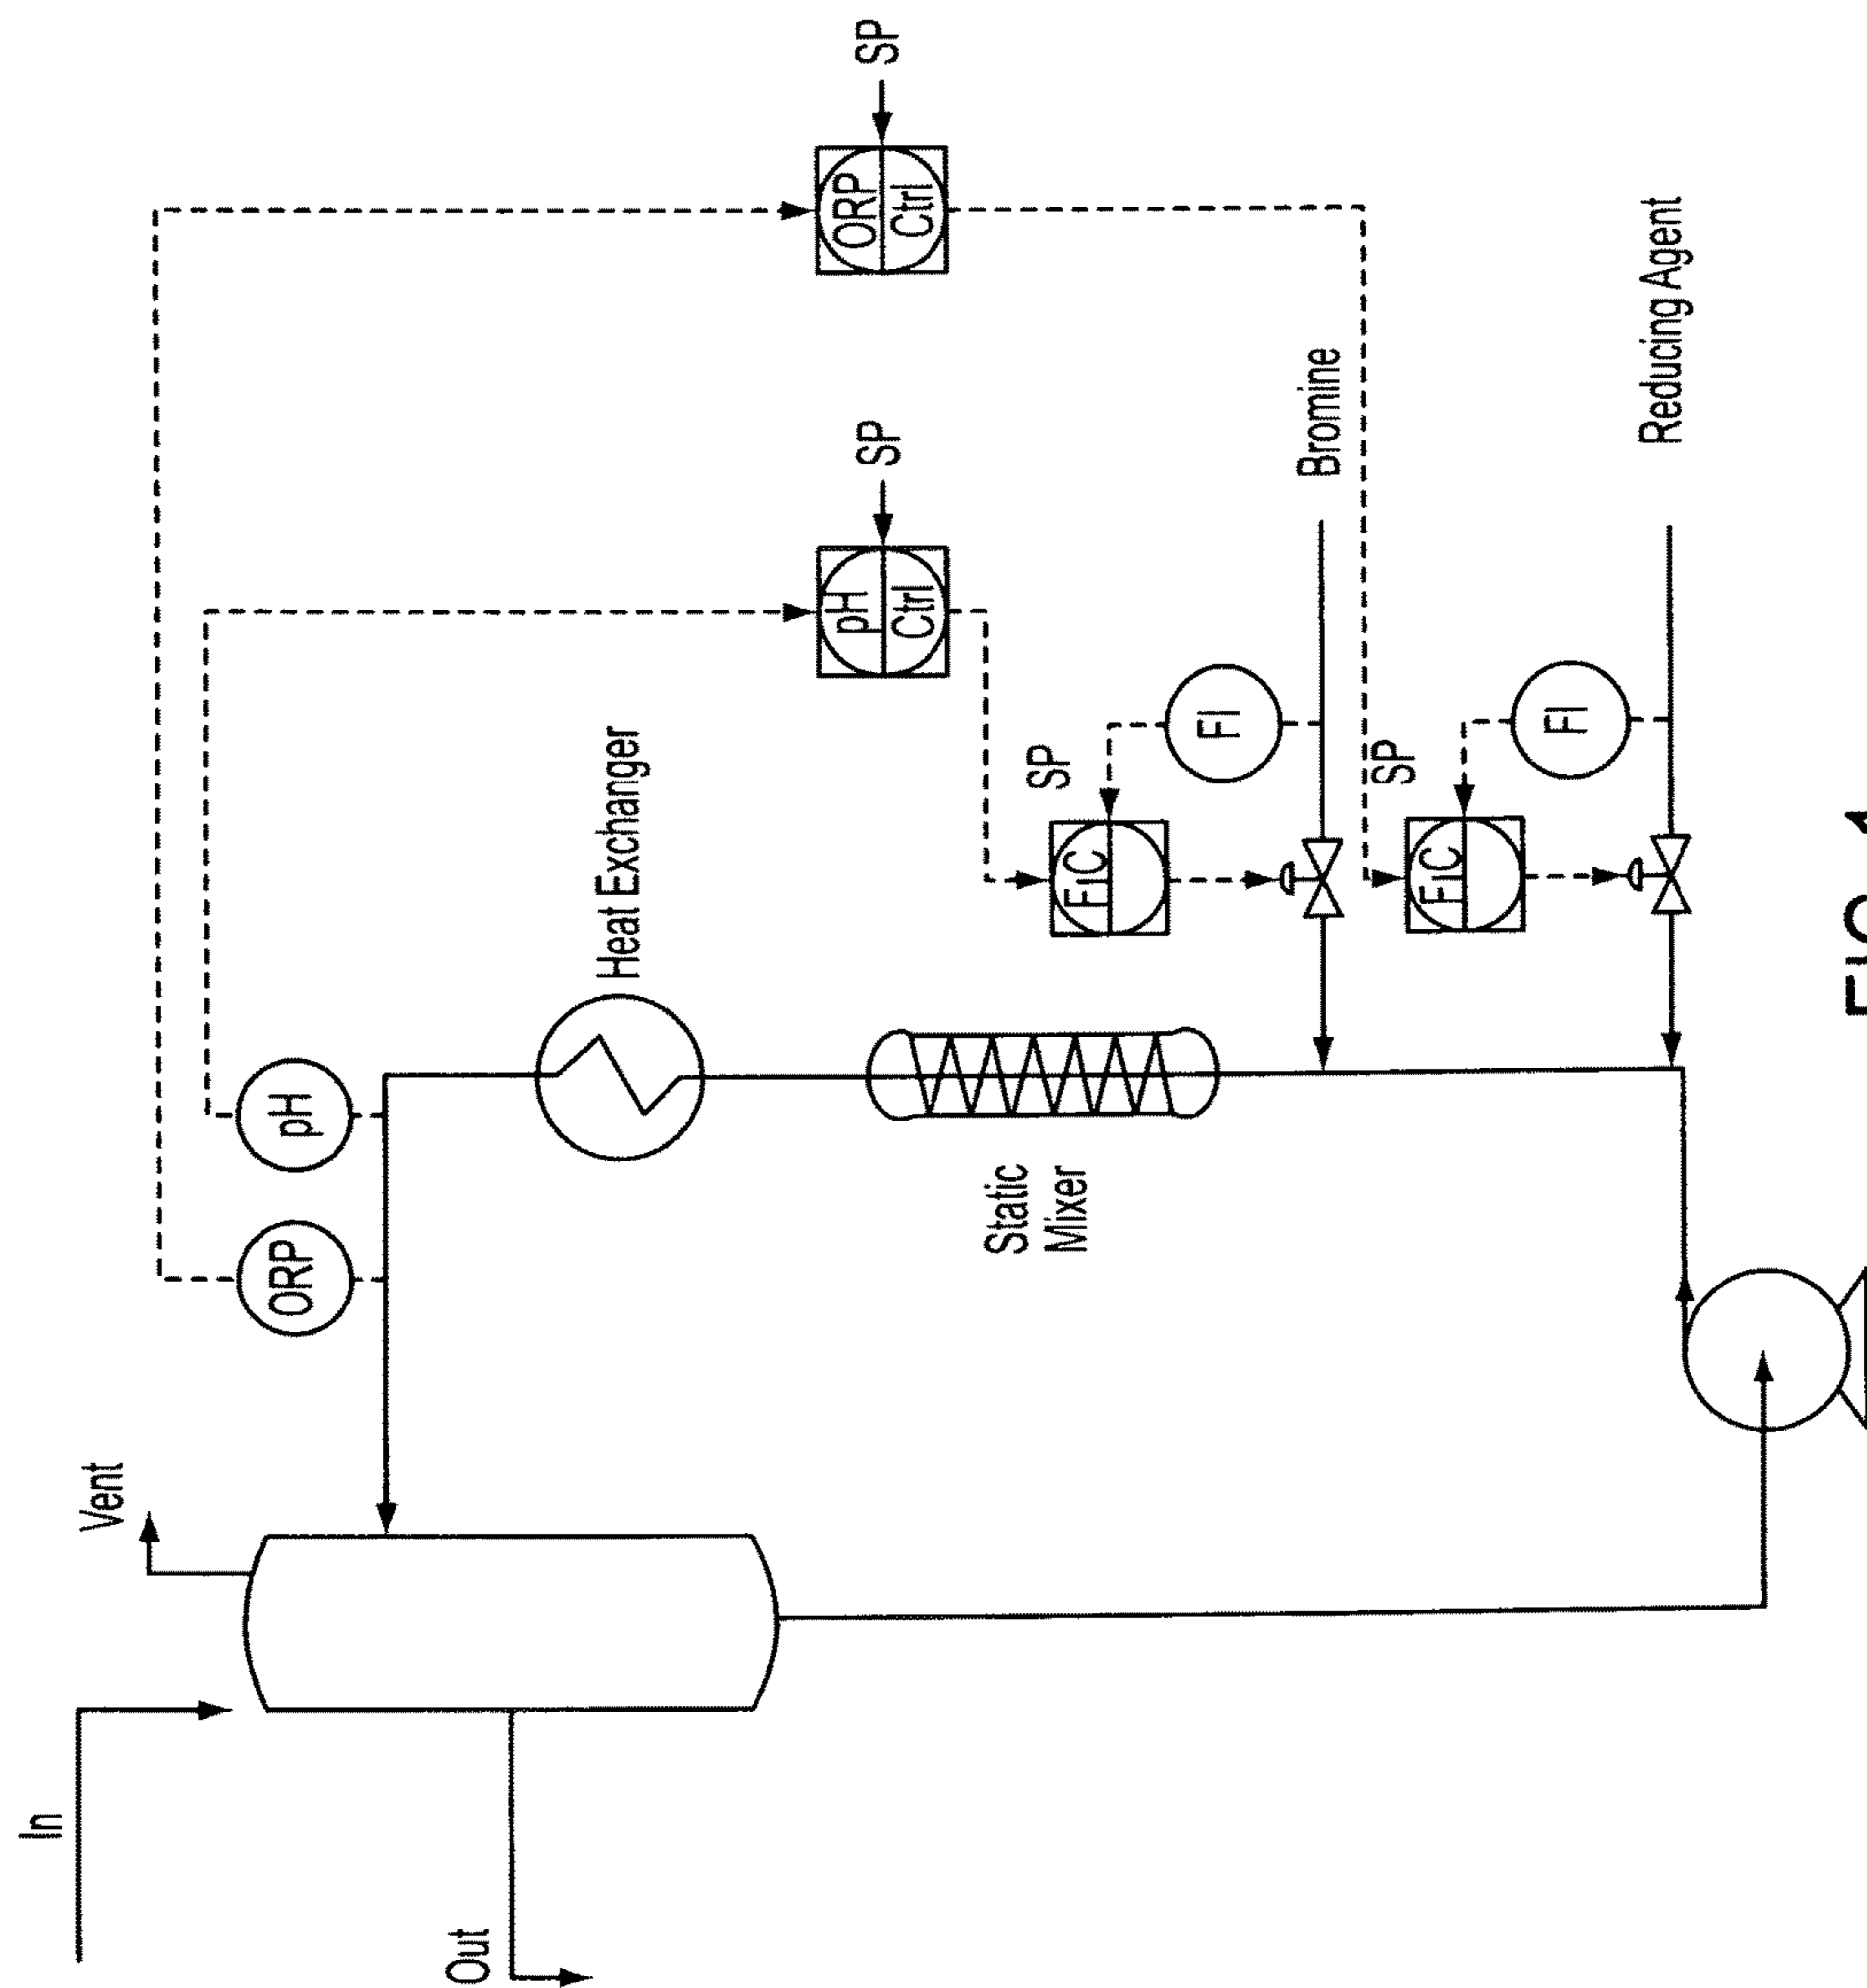 In
Out
Vent
ORP
pH
Heat Exchanger
Static
Mixer
pH
Ctrl
SP
ORP
Ctrl
SP
SP
FIC
FI
Bromine
SP
FIC
FI
Reducing Agent